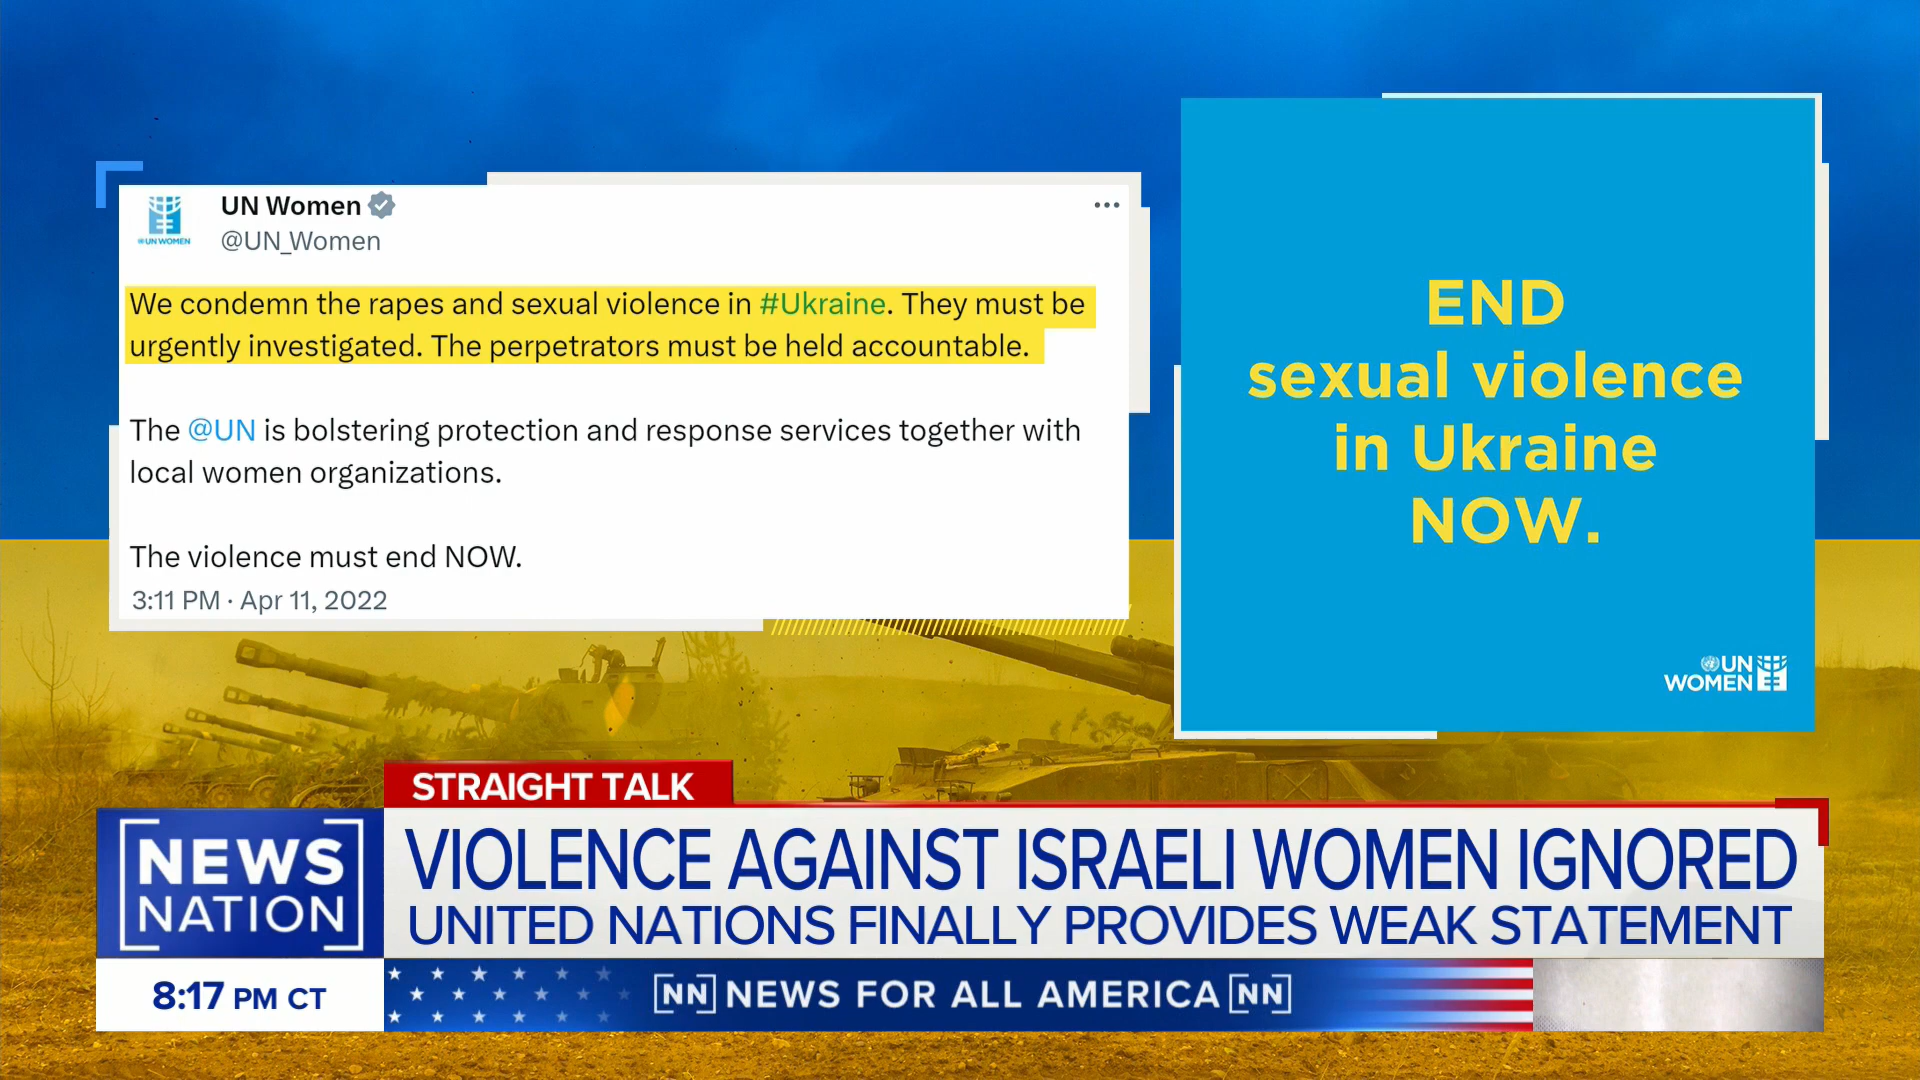 UN Women
@UN_Women
@UN WOMEN
We condemn the rapes and sexual violence in #Ukraine. They must be
urgently investigated. The perpetrators must be held accountable.
The @UN is bolstering protection and response services together with
local women organizations.
The violence must end NOW.
3:11 PM · Apr 11, 2022
END
sexual violence
in Ukraine
NOW.
UN
WOMEN
STRAIGHT TALK
NEWS
NATION
VIOLENCE AGAINST ISRAELI WOMEN IGNORED
UNITED NATIONS FINALLY PROVIDES WEAK STATEMENT
8:17 PM CT
[NN] NEWS FOR ALL AMERICA [NN]